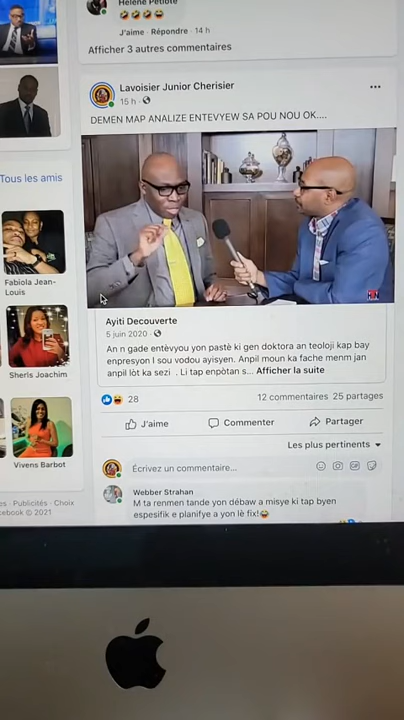 Hélène Petiote
J'aime · Répondre · 14 h
Afficher 3 autres commentaires
Lavoisier Junior Cherisier
15 h ·
DEMEN MAP ANALIZE ENTEVYEW SA POU NOU OK....
Tous les amis
Fabiola Jean-
Louis
Sheris Joachim
Vivens Barbot
es · Publicités · Choix
cebook © 2021
Ayiti Decouverte
5 juin 2020 ·
An n gade entèvyou yon pastè ki gen doktora an teoloji kap bay
enpresyon l sou vodou ayisyen. Anpil moun ka fache menm jan
anpil lòt ka sezi . Li tap enpòtan s... Afficher la suite
28
12 commentaires 25 partages
J'aime
Commenter
Partager
Les plus pertinents
Écrivez un commentaire...
GIF
Webber Strahan
M ta renmen tande yon débaw a misye ki tap byen
espesifik e planifye a yon lè fix!